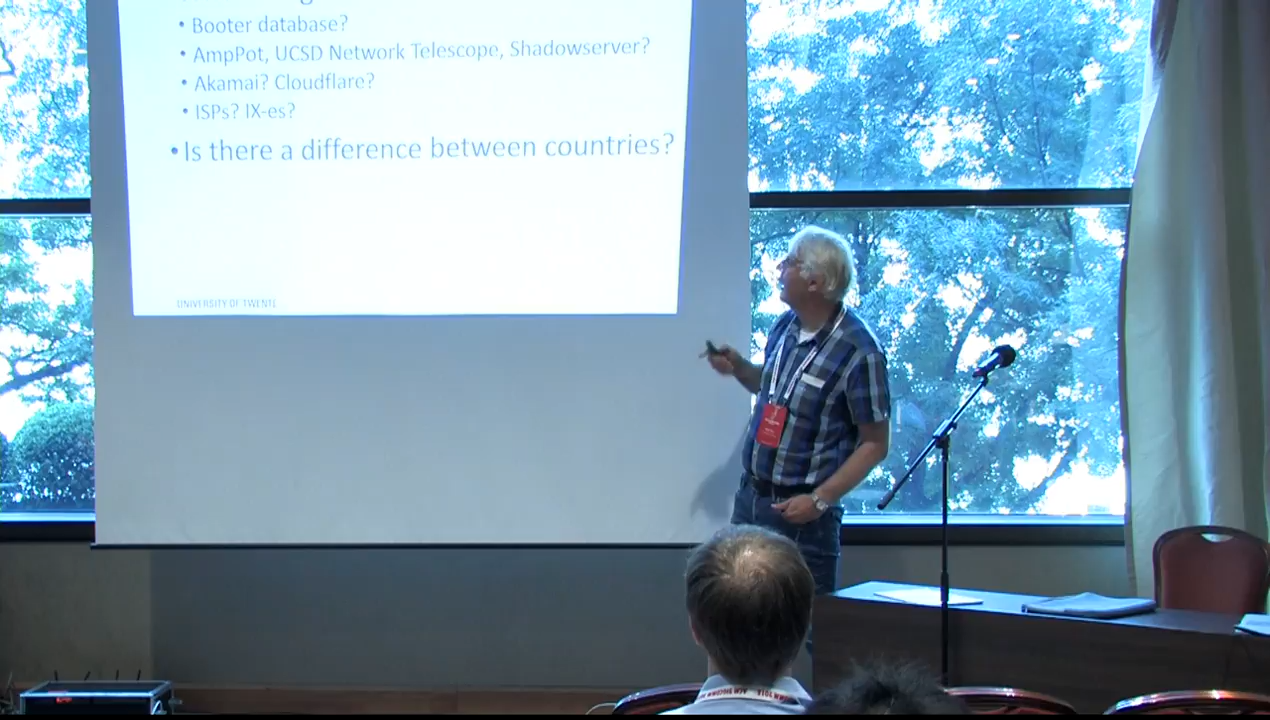 • Booter database?
• AmpPot, UCSD Network Telescope, Shadowserver?
• Akamai? Cloudflare?
• ISPs? IX-es?
• Is there a difference between countries?
UNIVERSITY OF TWENTE